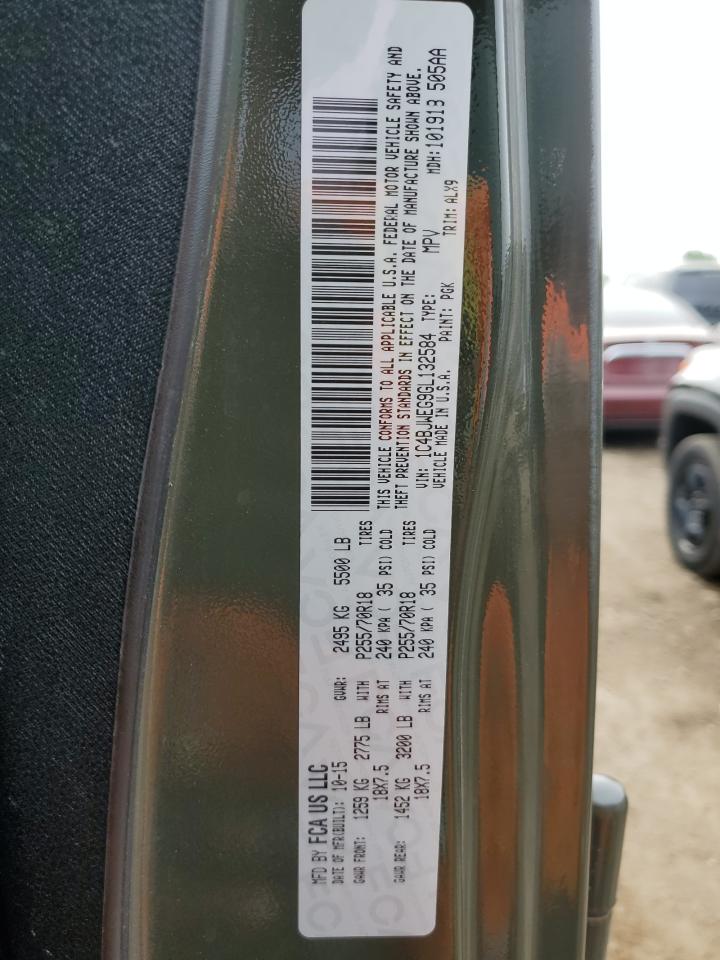 MFD BY FCA US LLC
DATE OF MFR(BUILT): 10-15 GVWR: 2495 KG 5500 LB
GAWR FRONT: 1259 KG 2775 LB WITH P255/70R18 TIRES
18X7.5 RIMS AT 240 KPA ( 35 PSI) COLD
GAWR REAR: 1452 KG 3200 LB WITH P255/70R18 TIRES
18X7.5 RIMS AT 240 KPA ( 35 PSI) COLD
THIS VEHICLE CONFORMS TO ALL APPLICABLE U.S.A. FEDERAL MOTOR VEHICLE SAFETY AND
THEFT PREVENTION STANDARDS IN EFFECT ON THE DATE OF MANUFACTURE SHOWN ABOVE.
VIN: 1C4BJWEG9GL132584 TYPE: MPV MDH:101913 505AA
VEHICLE MADE IN U.S.A. PAINT: PGK TRIM: ALX9